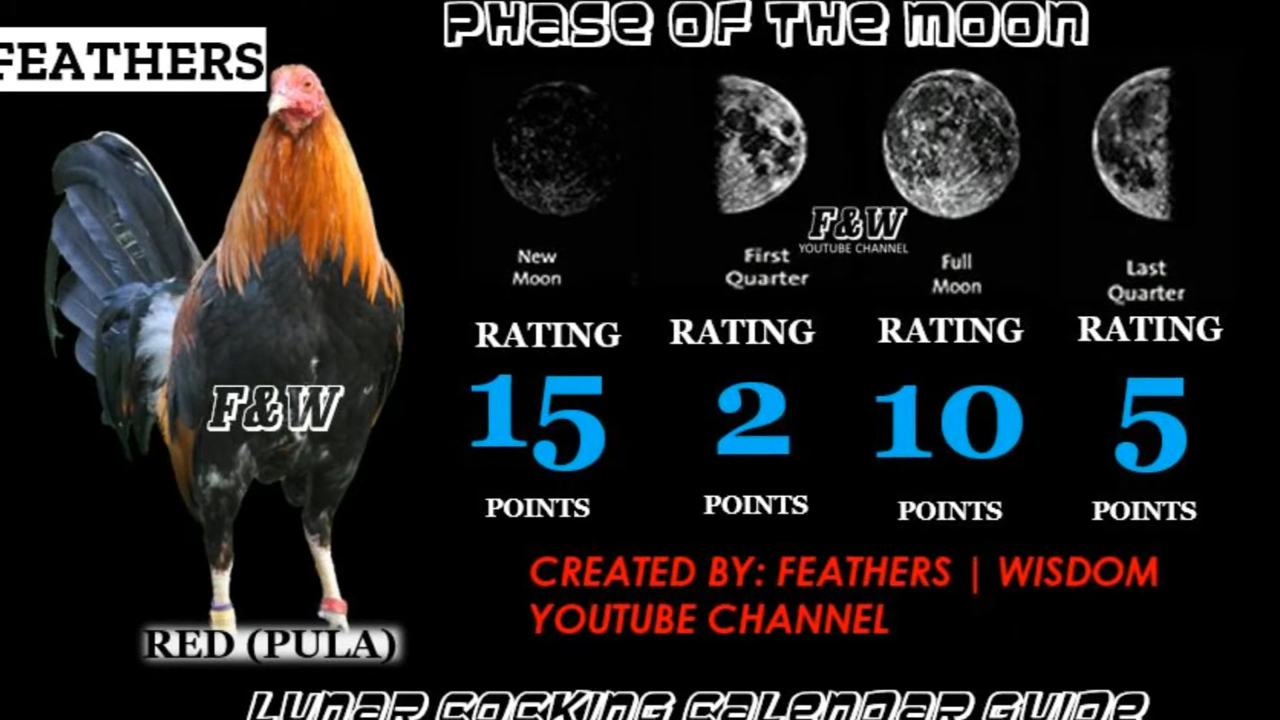 PHASE OF THE MOON
FEATHERS
F&W
YOUTUBE CHANNEL
New
Moon
First
Quarter
Full
Moon
Last
Quarter
RATING
RATING
RATING
RATING
15
2
10
5
POINTS
POINTS
POINTS
POINTS
F&W
CREATED BY: FEATHERS | WISDOM
YOUTUBE CHANNEL
RED (PULA)
LUNAR COCKING CALENDAR GUIDE